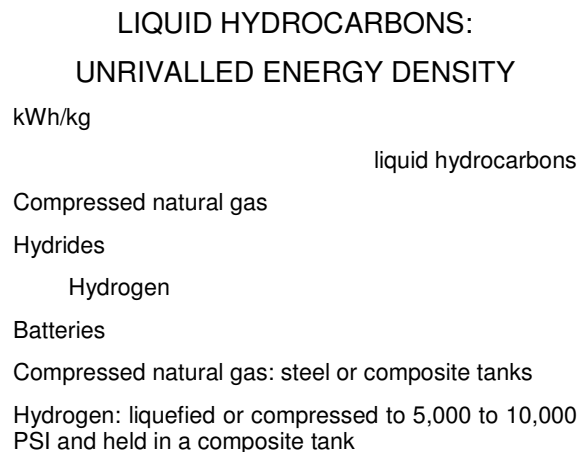 LIQUID HYDROCARBONS:
UNRIVALLED ENERGY DENSITY
kWh/kg
liquid hydrocarbons
Compressed natural gas
Hydrides
Hydrogen
Batteries
Compressed natural gas: steel or composite tanks
Hydrogen: liquefied or compressed to 5,000 to 10,000
PSI and held in a composite tank